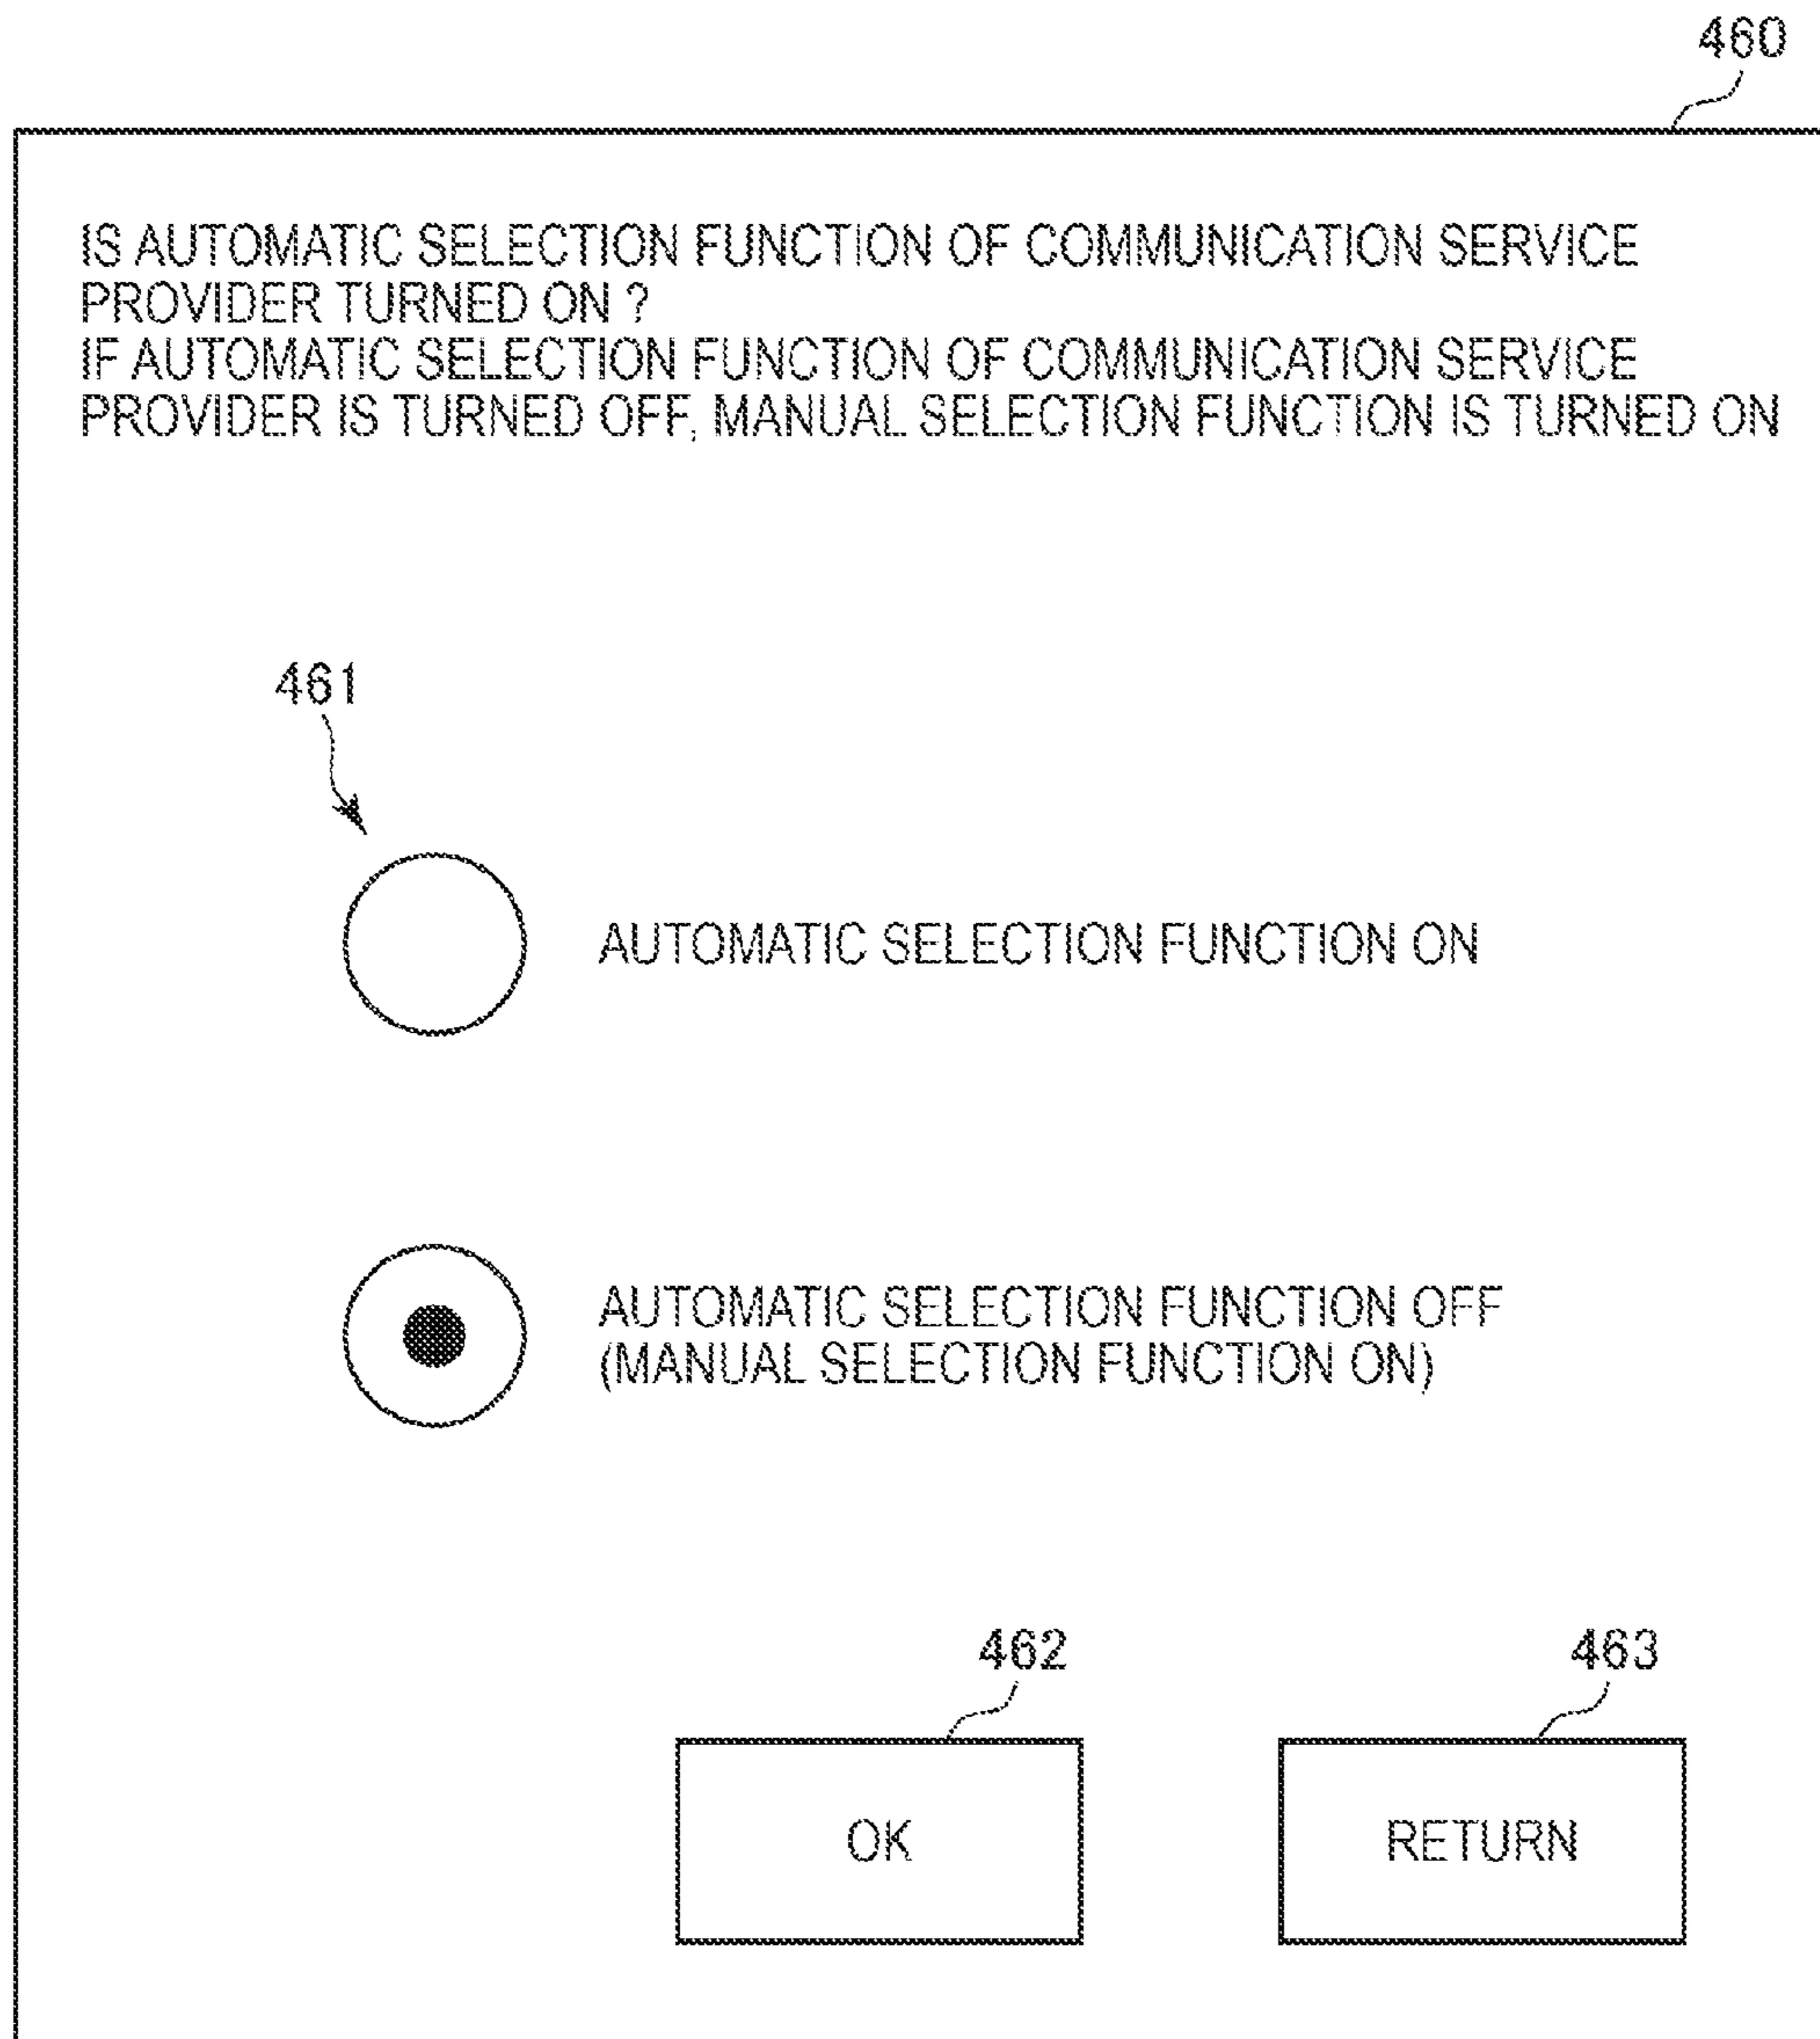 460
IS AUTOMATIC SELECTION FUNCTION OF COMMUNICATION SERVICE
PROVIDER TURNED ON ?
IF AUTOMATIC SELECTION FUNCTION OF COMMUNICATION SERVICE
PROVIDER IS TURNED OFF, MANUAL SELECTION FUNCTION IS TURNED ON
461
AUTOMATIC SELECTION FUNCTION ON
AUTOMATIC SELECTION FUNCTION OFF
(MANUAL SELECTION FUNCTION ON)
462
463
OK
RETURN